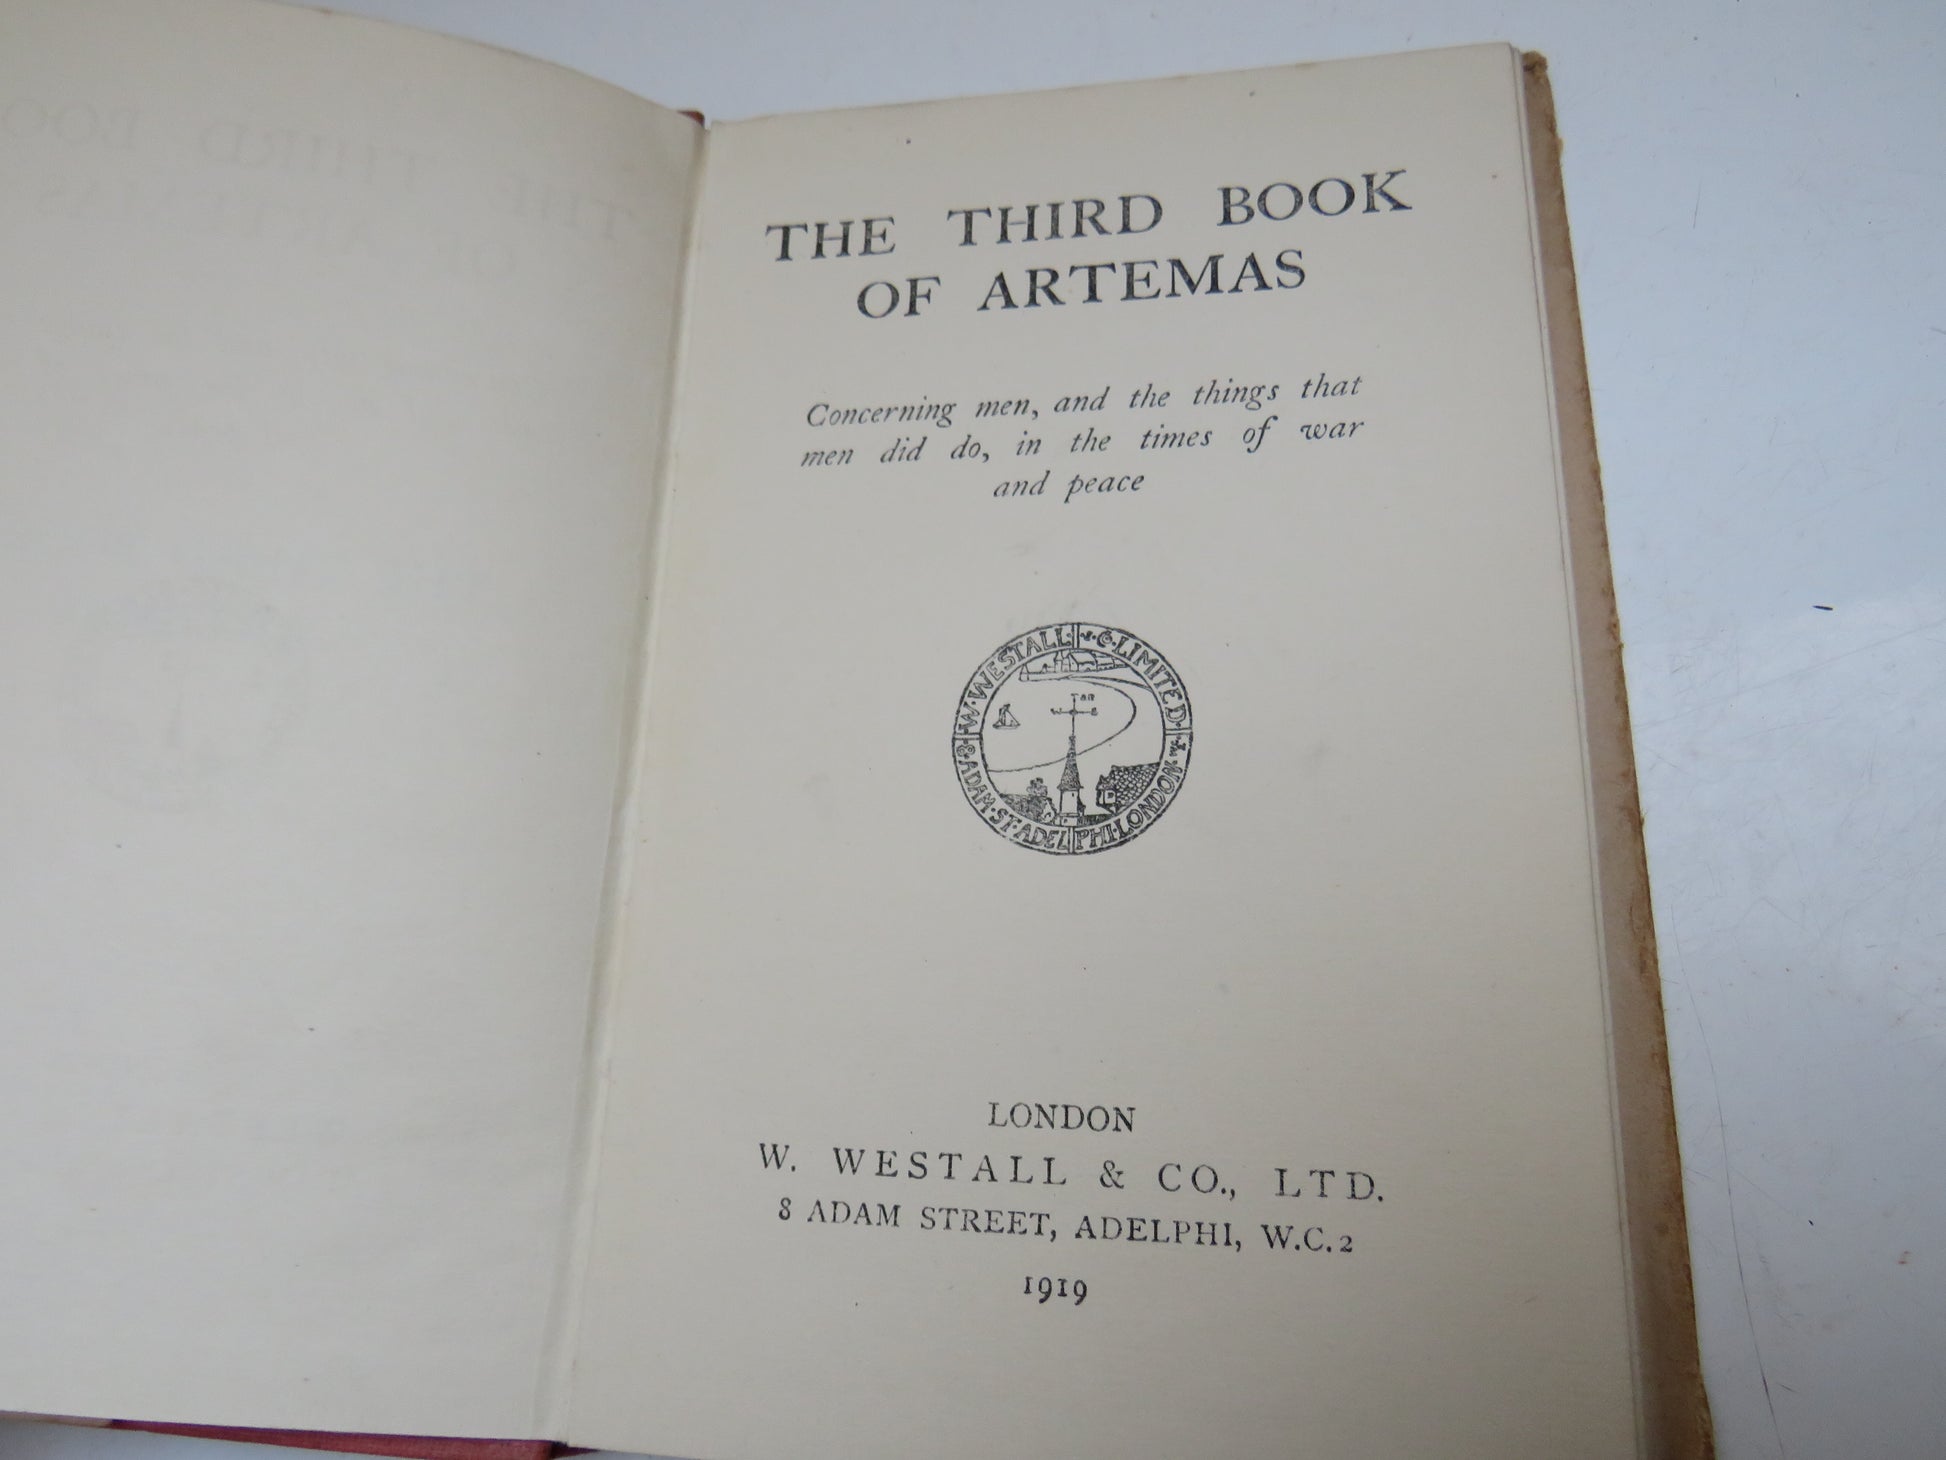 THE THIRD BOOK
OF ARTEMAS
Concerning men, and the things that
men did do, in the times of war
and peace
W. WESTALL & CO. LIMITED
8 ADAM ST. ADELPHI. LONDON.
LONDON
W. WESTALL & CO., LTD.
8 ADAM STREET, ADELPHI, W.C.2
1919